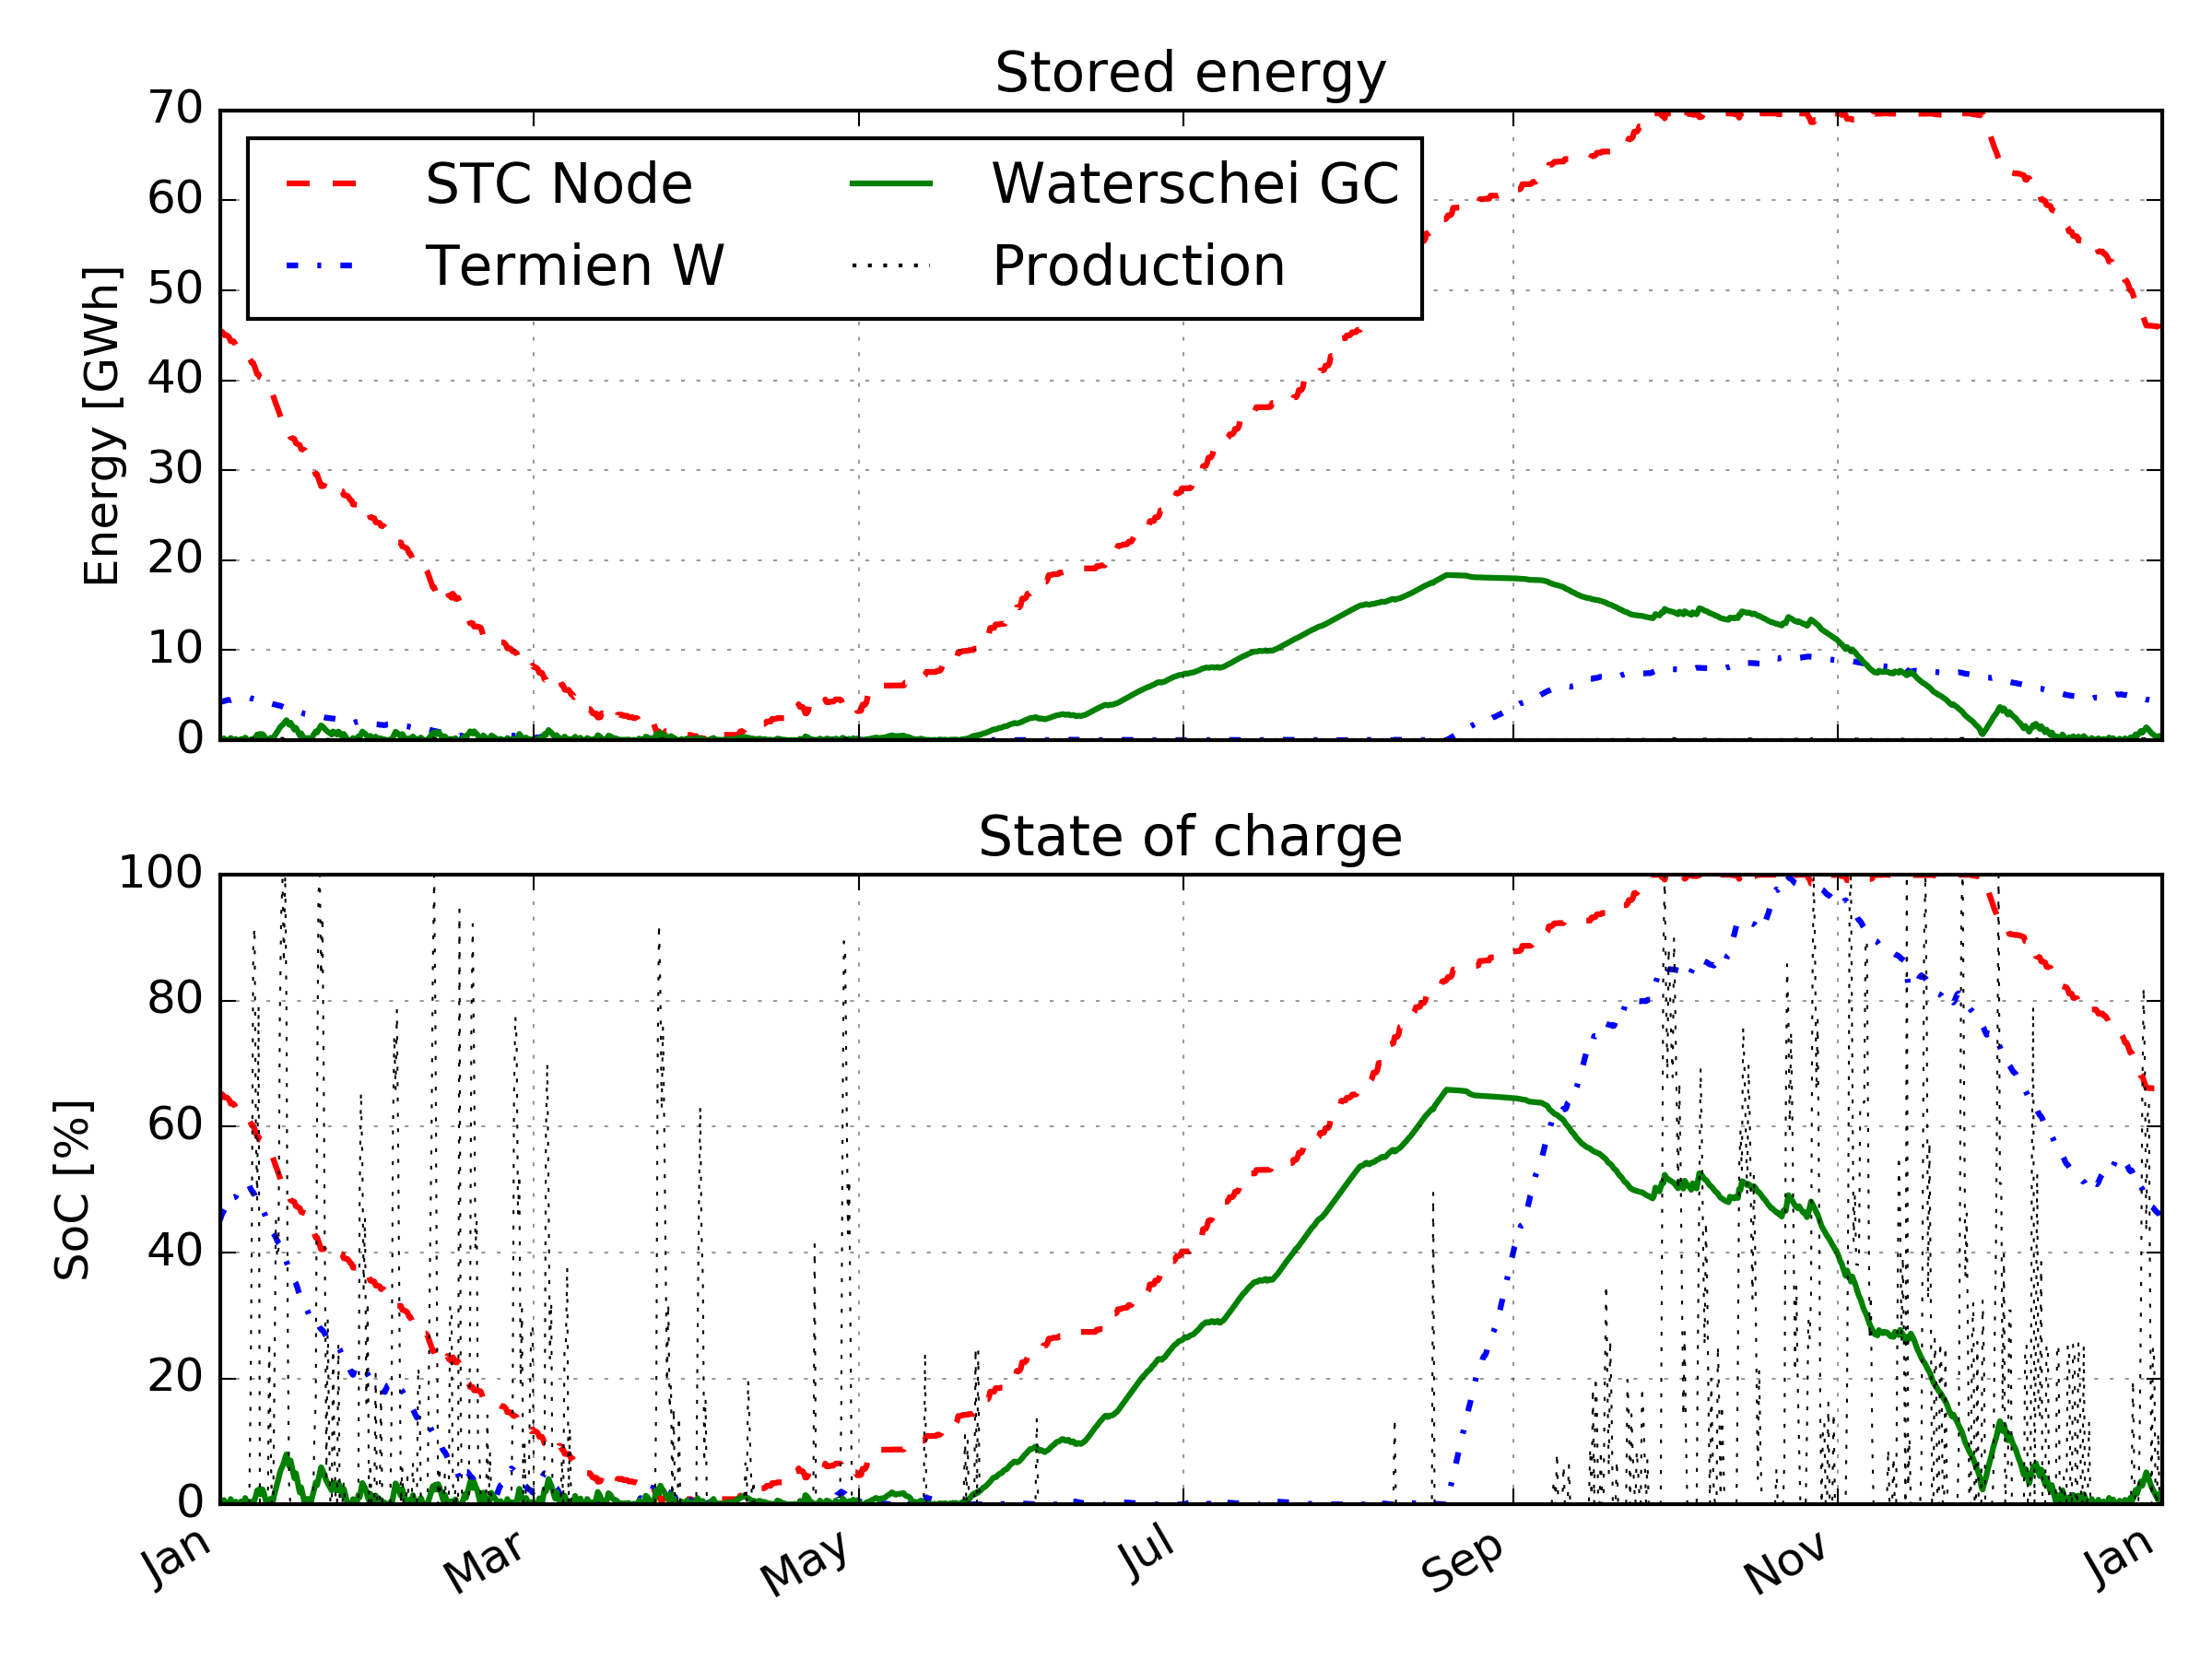 Stored energy
70
60
50
40
30
20
10
0
Energy [GWh]
STC Node
Waterschei GC
Termien W
Production
State of charge
100
80
60
40
20
0
SoC [%]
Jan
Mar
May
Jul
Sep
Nov
Jan